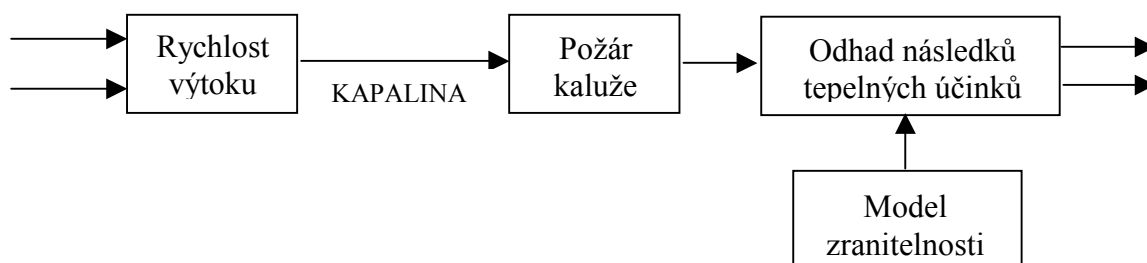 Rychlost
výtoku
KAPALINA
Požár
kaluže
Odhad následků
tepelných účinků
Model
zranitelnosti